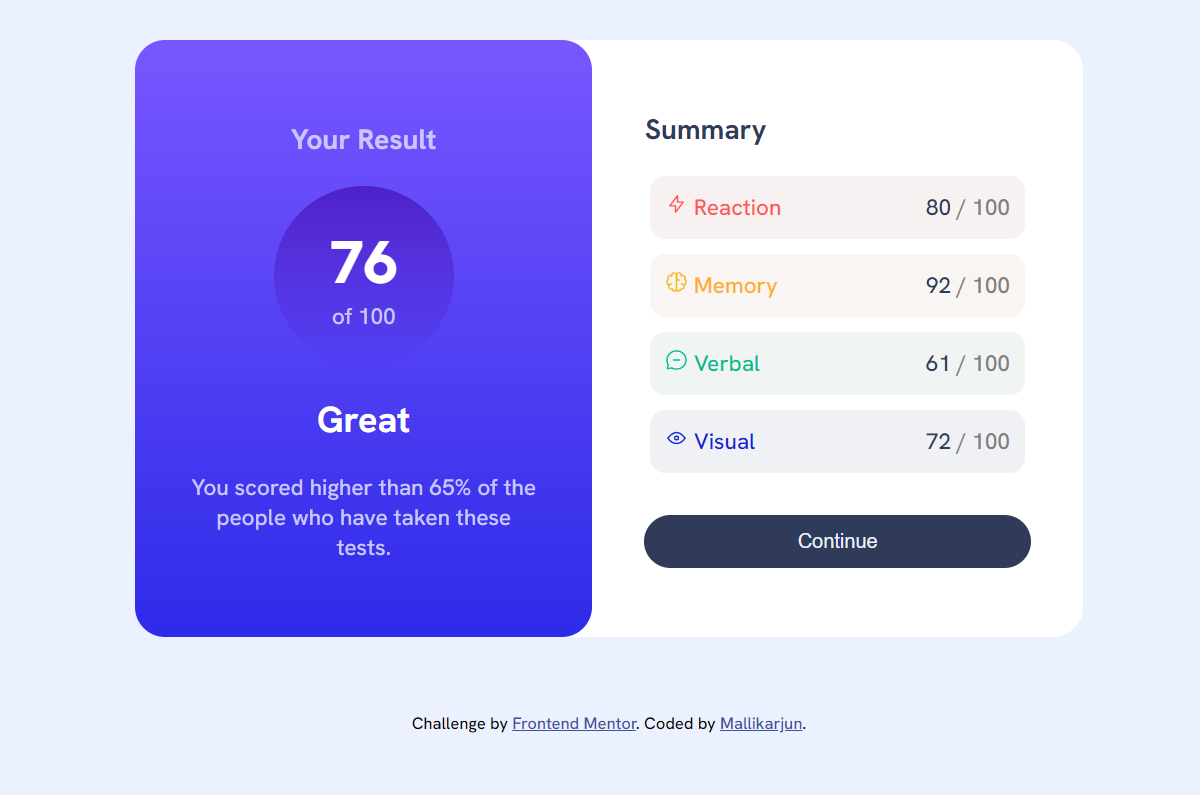 Your Result
76
of 100
Great
You scored higher than 65% of the
people who have taken these
tests.
Summary
Reaction 80 / 100
Memory 92 / 100
Verbal 61 / 100
Visual 72 / 100
Continue
Challenge by Frontend Mentor. Coded by Mallikarjun.